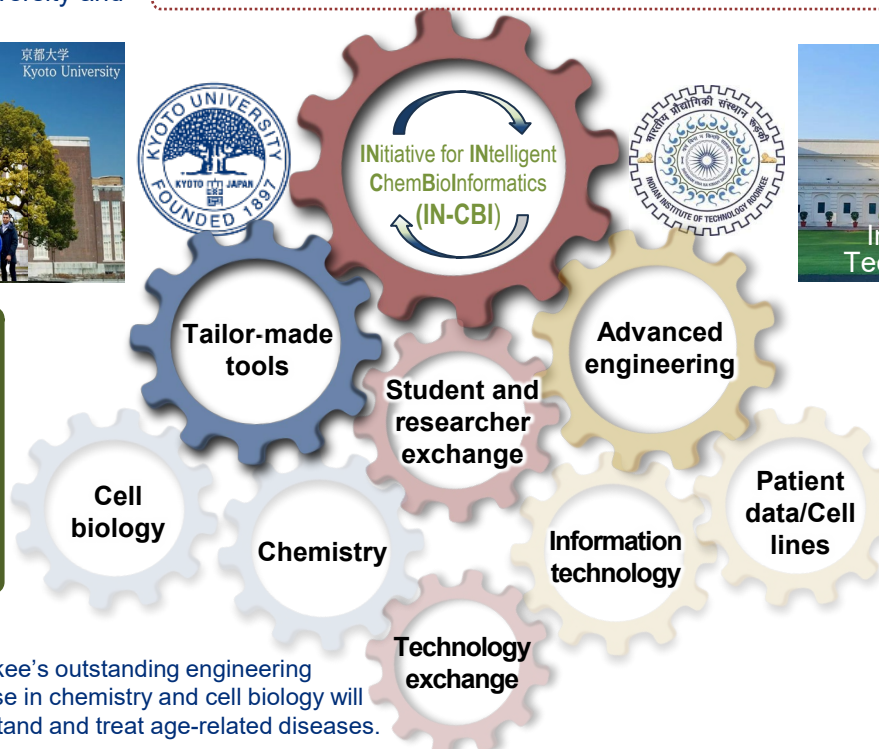 京都大学
Kyoto University
KYOTO UNIVERSITY
KYOTO JAPAN
FOUNDED 1897
INitiative for INtelligent
ChemBioInformatics
(IN-CBI)
भारतीय प्रौद्योगिकी संस्थान रूड़की
INDIAN INSTITUTE OF TECHNOLOGY ROORKEE
Tailor-made
tools
Advanced
engineering
Student and
researcher
exchange
Cell
biology
Chemistry
Information
technology
Patient
data/Cell
lines
Technology
exchange
kee's outstanding engineering
se in chemistry and cell biology will
tand and treat age-related diseases.